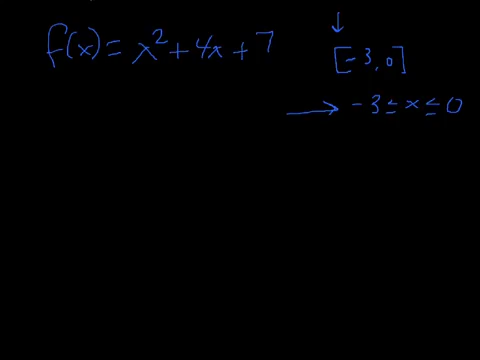 f(x) = x² + 4x + 7
[-3, 0]
-3 ≤ x ≤ 0